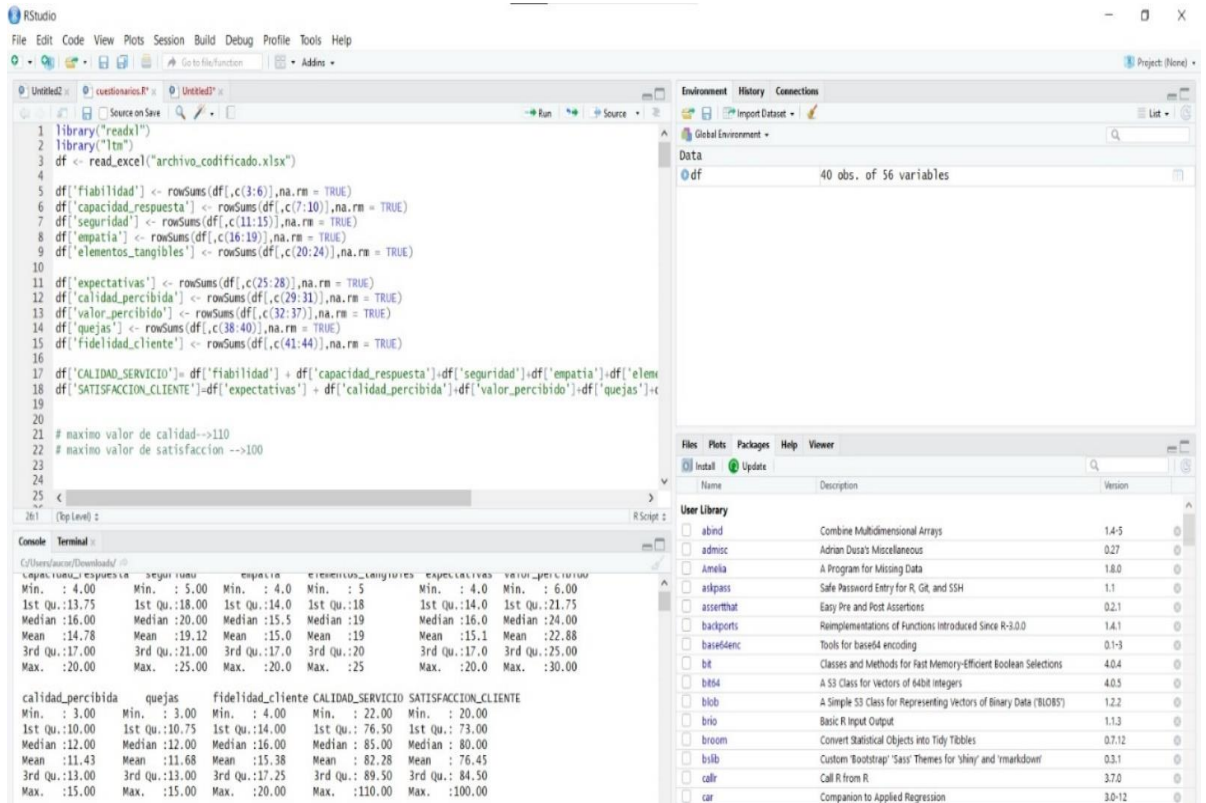 RStudio
File Edit Code View Plots Session Build Debug Profile Tools Help
Go to file/function Addins Project: (None)
Untitled2 cuestionarios.R* Untitled3*
Source on Save Run Source
1 library("readxl")
2 library("ltm")
3 df <- read_excel("archivo_codificado.xlsx")
4
5 df['fiabilidad'] <- rowSums(df[,c(3:6)],na.rm = TRUE)
6 df['capacidad_respuesta'] <- rowSums(df[,c(7:10)],na.rm = TRUE)
7 df['seguridad'] <- rowSums(df[,c(11:15)],na.rm = TRUE)
8 df['empatia'] <- rowSums(df[,c(16:19)],na.rm = TRUE)
9 df['elementos_tangibles'] <- rowSums(df[,c(20:24)],na.rm = TRUE)
10
11 df['expectativas'] <- rowSums(df[,c(25:28)],na.rm = TRUE)
12 df['calidad_percibida'] <- rowSums(df[,c(29:31)],na.rm = TRUE)
13 df['valor_percibido'] <- rowSums(df[,c(32:37)],na.rm = TRUE)
14 df['quejas'] <- rowSums(df[,c(38:40)],na.rm = TRUE)
15 df['fidelidad_cliente'] <- rowSums(df[,c(41:44)],na.rm = TRUE)
16
17 df['CALIDAD_SERVICIO']= df['fiabilidad'] + df['capacidad_respuesta']+df['seguridad']+df['empatia']+df['eleme
18 df['SATISFACCION_CLIENTE']=df['expectativas'] + df['calidad_percibida']+df['valor_percibido']+df['quejas']+d
19
20
21 # maximo valor de calidad-->110
22 # maximo valor de satisfaccion -->100
23
24
25
26:1 (Top Level) R Script
Console Terminal
C:/Users/aucor/Downloads/
capacidad_respuesta seguridad empatia elementos_tangibles expectativas valor_percibido
Min. : 4.00 Min. : 5.00 Min. : 4.0 Min. : 5 Min. : 4.0 Min. : 6.00
1st Qu.:13.75 1st Qu.:18.00 1st Qu.:14.0 1st Qu.:18 1st Qu.:14.0 1st Qu.:21.75
Median :16.00 Median :20.00 Median :15.5 Median :19 Median :16.0 Median :24.00
Mean :14.78 Mean :19.12 Mean :15.0 Mean :19 Mean :15.1 Mean :22.88
3rd Qu.:17.00 3rd Qu.:21.00 3rd Qu.:17.0 3rd Qu.:20 3rd Qu.:17.0 3rd Qu.:25.00
Max. :20.00 Max. :25.00 Max. :20.0 Max. :25 Max. :20.0 Max. :30.00
calidad_percibida quejas fidelidad_cliente CALIDAD_SERVICIO SATISFACCION_CLIENTE
Min. : 3.00 Min. : 3.00 Min. : 4.00 Min. : 22.00 Min. : 20.00
1st Qu.:10.00 1st Qu.:10.75 1st Qu.:14.00 1st Qu.: 76.50 1st Qu.: 73.00
Median :12.00 Median :12.00 Median :16.00 Median : 85.00 Median : 80.00
Mean :11.43 Mean :11.68 Mean :15.38 Mean : 82.28 Mean : 76.45
3rd Qu.:13.00 3rd Qu.:13.00 3rd Qu.:17.25 3rd Qu.: 89.50 3rd Qu.: 84.50
Max. :15.00 Max. :15.00 Max. :20.00 Max. :110.00 Max. :100.00
Environment History Connections
Import Dataset List
Global Environment
Data
df 40 obs. of 56 variables
Files Plots Packages Help Viewer
Install Update
Name Description Version
User Library
abind Combine Multidimensional Arrays 1.4-5
admisc Adrian Dusa's Miscellaneous 0.27
Amelia A Program for Missing Data 1.8.0
askpass Safe Password Entry for R, Git, and SSH 1.1
assertthat Easy Pre and Post Assertions 0.2.1
backports Reimplementations of Functions Introduced Since R-3.0.0 1.4.1
base64enc Tools for base64 encoding 0.1-3
bit Classes and Methods for Fast Memory-Efficient Boolean Selections 4.0.4
bit64 A S3 Class for Vectors of 64bit Integers 4.0.5
blob A Simple S3 Class for Representing Vectors of Binary Data ('BLOBS') 1.2.2
brio Basic R Input Output 1.1.3
broom Convert Statistical Objects into Tidy Tibbles 0.7.12
bslib Custom 'Bootstrap' 'Sass' Themes for 'shiny' and 'rmarkdown' 0.3.1
callr Call R from R 3.7.0
car Companion to Applied Regression 3.0-12